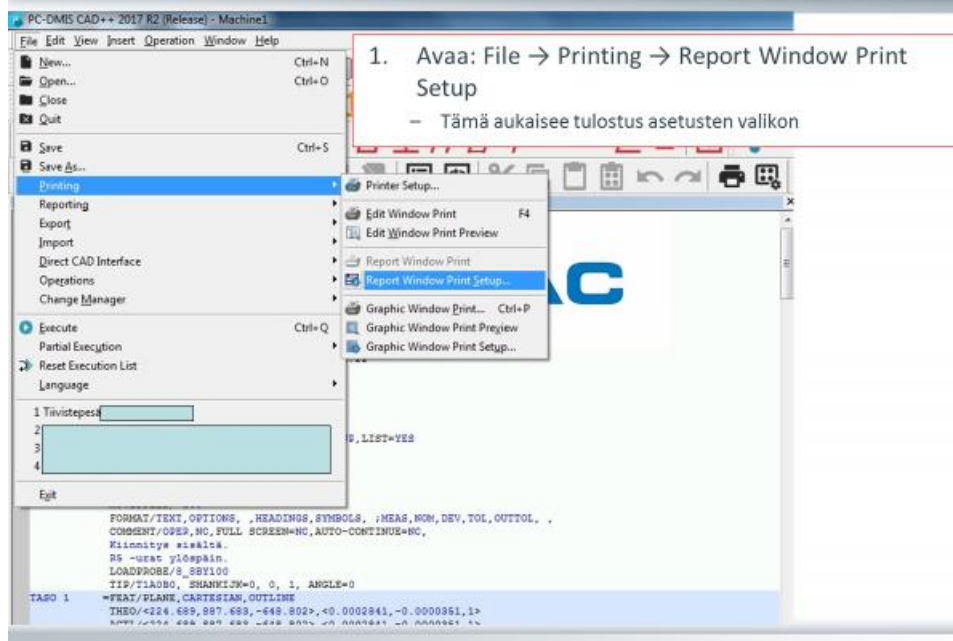 PC-DMIS CAD++ 2017 R2 (Release) - Machine1
File Edit View Insert Operation Window Help
1. Avaa: File → Printing → Report Window Print
Setup
– Tämä aukaisee tulostus asetusten valikon
New... Ctrl+N
Open... Ctrl+O
Close
Quit
Save Ctrl+S
Save As...
Printing
Reporting
Export
Import
Direct CAD Interface
Operations
Change Manager
Execute Ctrl+Q
Partial Execution
Reset Execution List
Language
1 Tiivistepesä
2
3
4
Exit
Printer Setup...
Edit Window Print F4
Edit Window Print Preview
Report Window Print
Report Window Print Setup...
Graphic Window Print... Ctrl+P
Graphic Window Print Preview
Graphic Window Print Setup...
AC
,LIST=YES
FORMAT/TEXT,OPTIONS, ,HEADINGS,SYMBOLS, ;MEAS,NOM,DEV,TOL,OUTTOL, ,
COMMENT/OPER,NO,FULL SCREEN=NO,AUTO-CONTINUE=NO,
Kiinnitys sisältä.
R5 -urat ylöspäin.
LOADPROBE/8_8BY100
TIP/T1A0B0, SHANKIJK=0, 0, 1, ANGLE=0
TASO 1 =FEAT/PLANE,CARTESIAN,OUTLINE
THEO/<224.689,887.683,-648.802>,<0.0002841,-0.0000351,1>